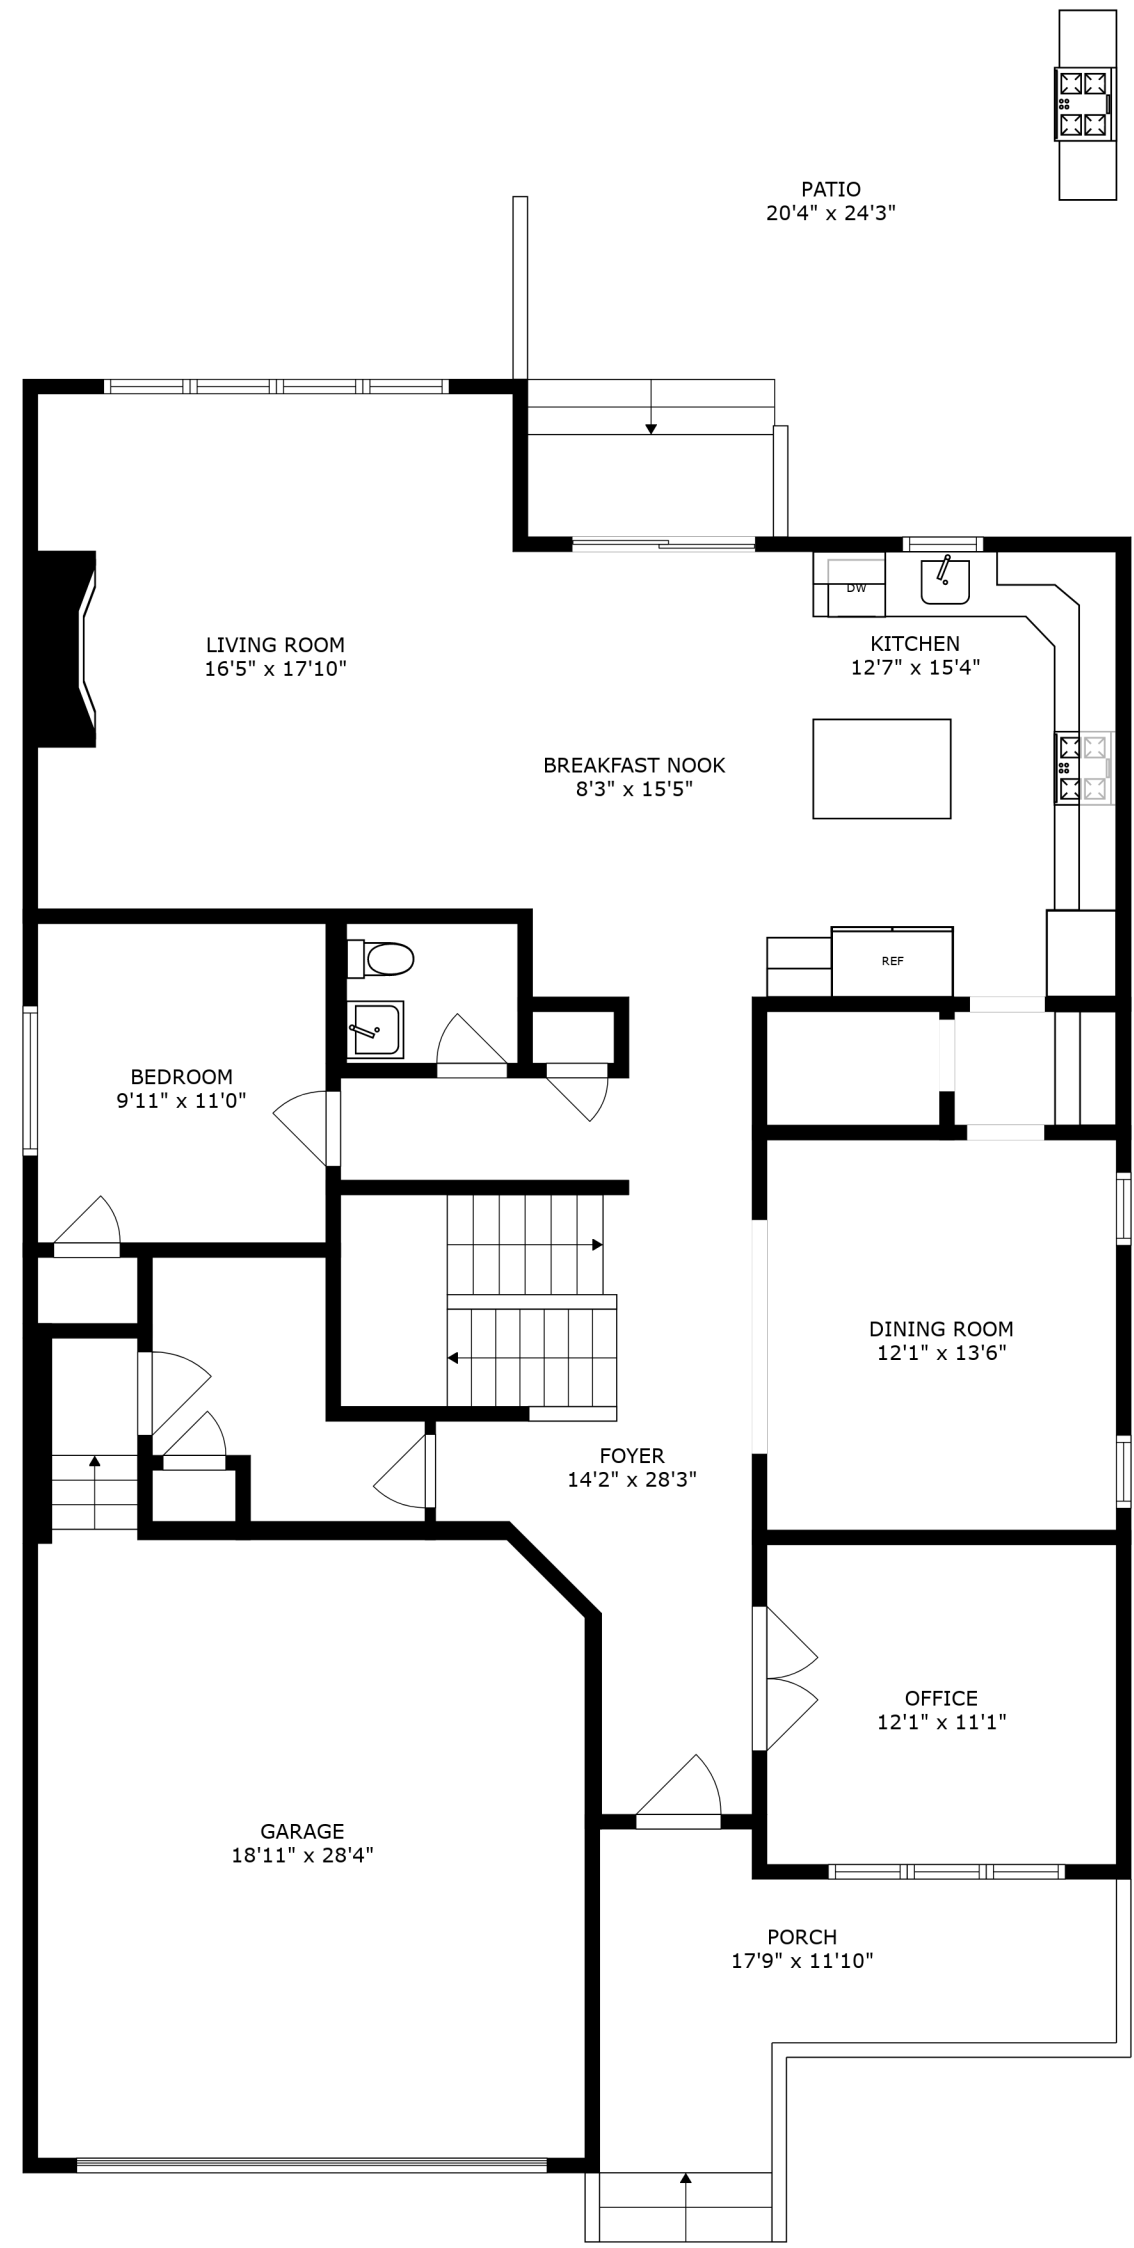 PATIO
20'4" x 24'3"
DW
LIVING ROOM
16'5" x 17'10"
KITCHEN
12'7" x 15'4"
BREAKFAST NOOK
8'3" x 15'5"
REF
BEDROOM
9'11" x 11'0"
DINING ROOM
12'1" x 13'6"
FOYER
14'2" x 28'3"
OFFICE
12'1" x 11'1"
GARAGE
18'11" x 28'4"
PORCH
17'9" x 11'10"